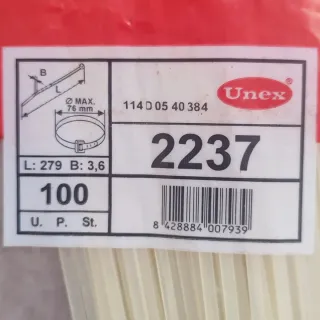 B
L
Ø MAX.
76 mm
L: 279 B: 3,6
100
U. P. St.
114 D 05 40 384
Unex
2237
8 428884 007939